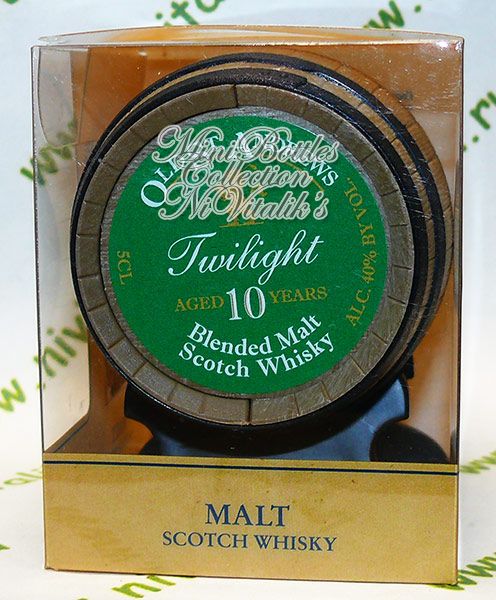 Mini Bottles
Collection
NiVitalik's
Twilight
AGED 10 YEARS
Blended Malt
Scotch Whisky
5CL
ALC. 40% BY VOL
MALT
SCOTCH WHISKY